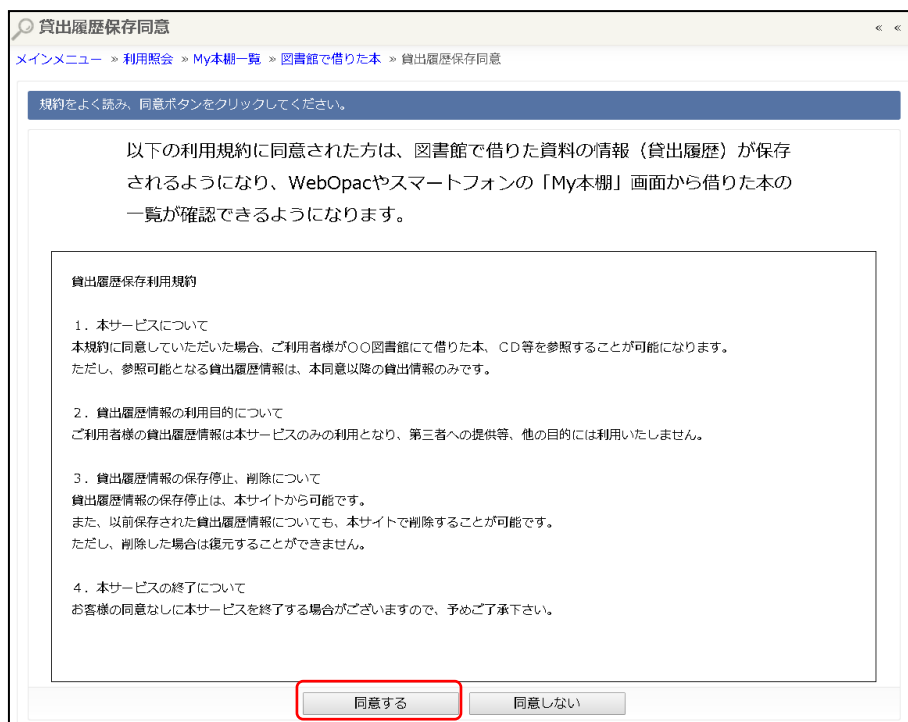 貸出履歴保存同意 « «
メインメニュー » 利用照会 » My本棚一覧 » 図書館で借りた本 » 貸出履歴保存同意
規約をよく読み、同意ボタンをクリックしてください。
以下の利用規約に同意された方は、図書館で借りた資料の情報（貸出履歴）が保存
されるようになり、WebOpacやスマートフォンの「My本棚」画面から借りた本の
一覧が確認できるようになります。
貸出履歴保存利用規約
１．本サービスについて
本規約に同意していただいた場合、ご利用者様が○○図書館にて借りた本、ＣＤ等を参照することが可能になります。
ただし、参照可能となる貸出履歴情報は、本同意以降の貸出情報のみです。
２．貸出履歴情報の利用目的について
ご利用者様の貸出履歴情報は本サービスのみの利用となり、第三者への提供等、他の目的には利用いたしません。
３．貸出履歴情報の保存停止、削除について
貸出履歴情報の保存停止は、本サイトから可能です。
また、以前保存された貸出履歴情報についても、本サイトで削除することが可能です。
ただし、削除した場合は復元することができません。
４．本サービスの終了について
お客様の同意なしに本サービスを終了する場合がございますので、予めご了承下さい。
同意する 同意しない